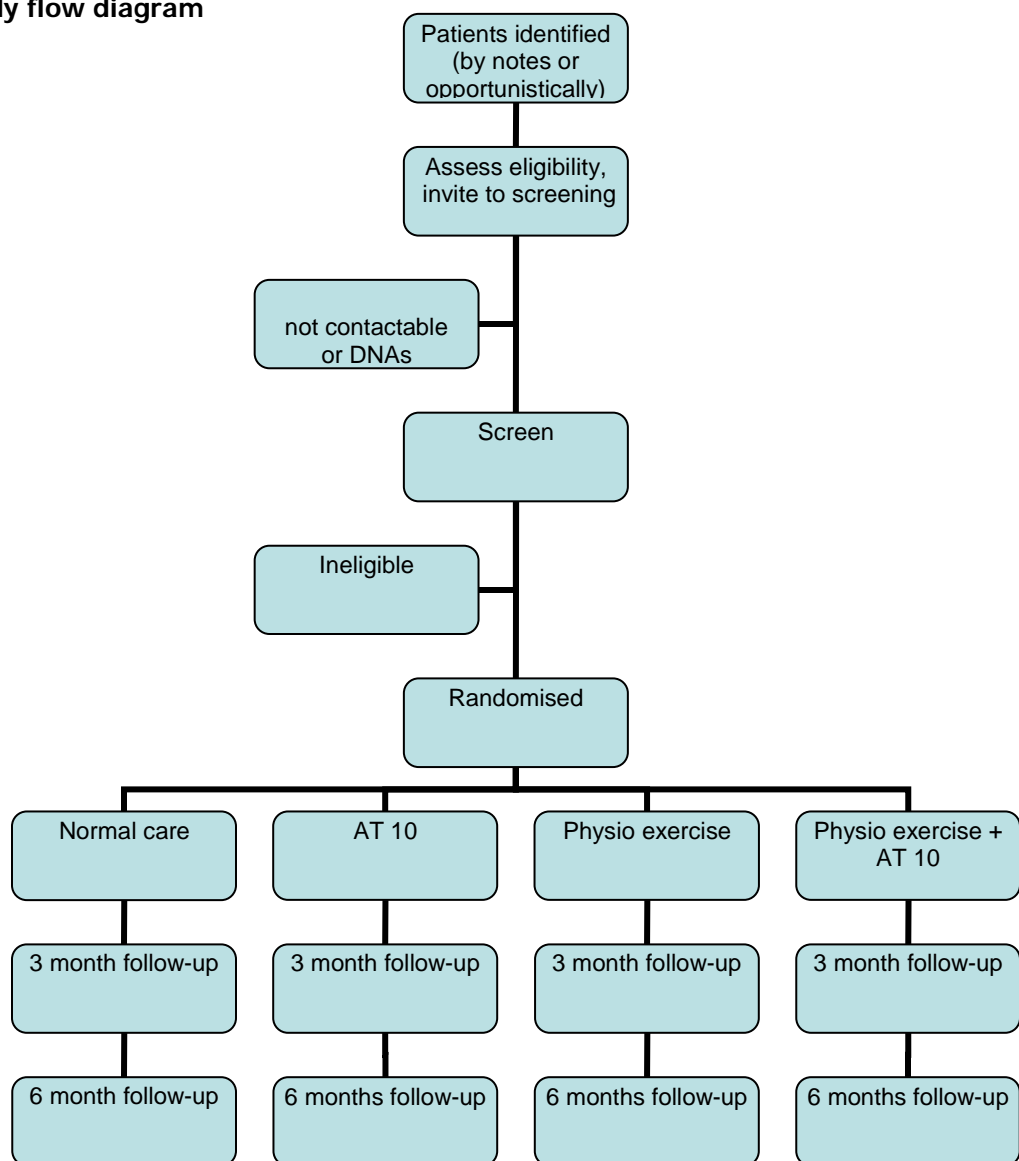 ly flow diagram
Patients identified
(by notes or
opportunistically)
Assess eligibility,
invite to screening
not contactable
or DNAs
Screen
Ineligible
Randomised
Normal care
AT 10
Physio exercise
Physio exercise +
AT 10
3 month follow-up
3 month follow-up
3 month follow-up
3 month follow-up
6 month follow-up
6 months follow-up
6 months follow-up
6 months follow-up